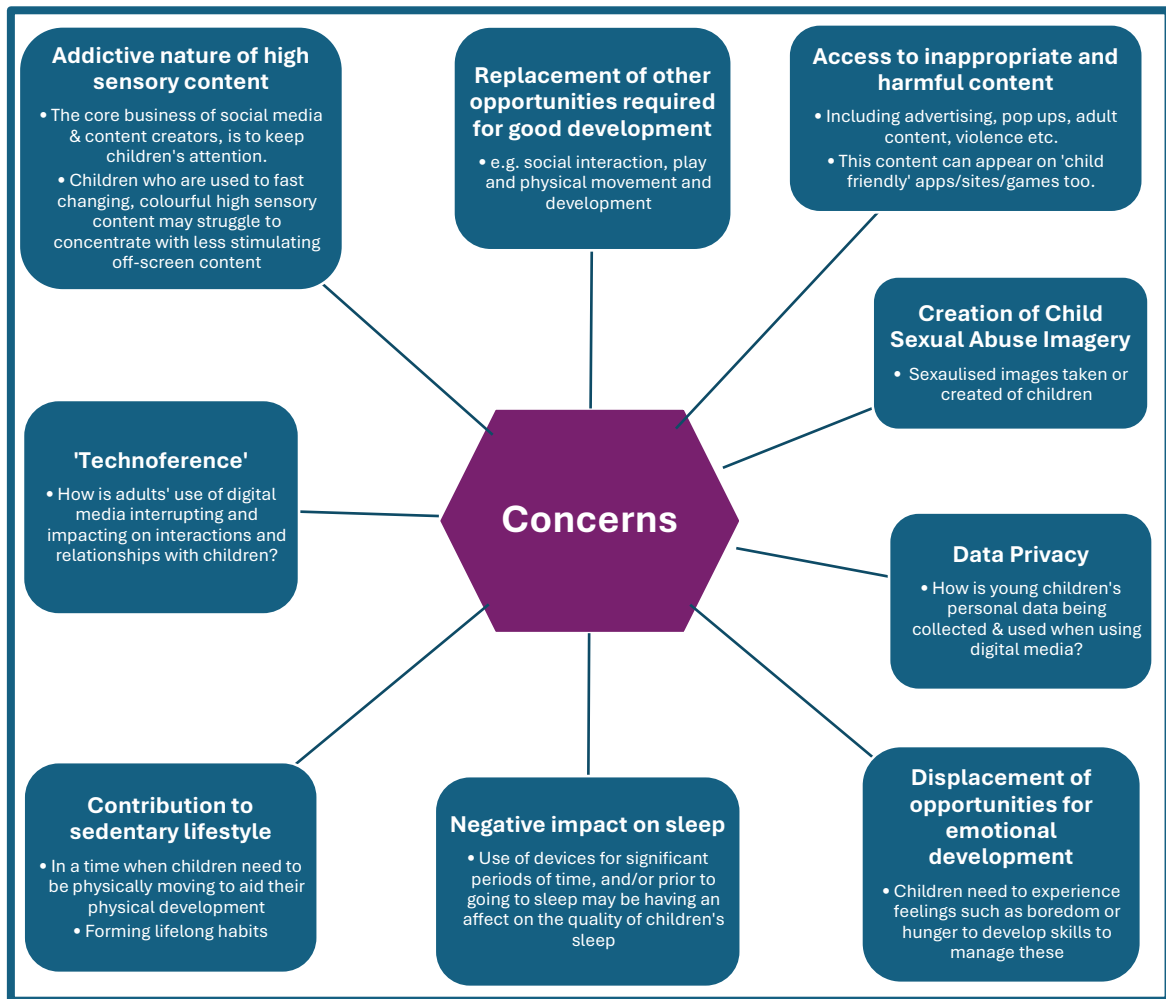 Addictive nature of high
sensory content
• The core business of social media
& content creators, is to keep
children's attention.
• Children who are used to fast
changing, colourful high sensory
content may struggle to
concentrate with less stimulating
off-screen content
Replacement of other
opportunities required
for good development
• e.g. social interaction, play
and physical movement and
development
Access to inappropriate and
harmful content
• Including advertising, pop ups, adult
content, violence etc.
• This content can appear on 'child
friendly' apps/sites/games too.
Creation of Child
Sexual Abuse Imagery
• Sexaulised images taken or
created of children
'Technoference'
• How is adults' use of digital
media interrupting and
impacting on interactions and
relationships with children?
Concerns
Data Privacy
• How is young children's
personal data being
collected & used when using
digital media?
Contribution to
sedentary lifestyle
• In a time when children need to
be physically moving to aid their
physical development
• Forming lifelong habits
Negative impact on sleep
• Use of devices for significant
periods of time, and/or prior to
going to sleep may be having an
affect on the quality of children's
sleep
Displacement of
opportunities for
emotional
development
• Children need to experience
feelings such as boredom or
hunger to develop skills to
manage these